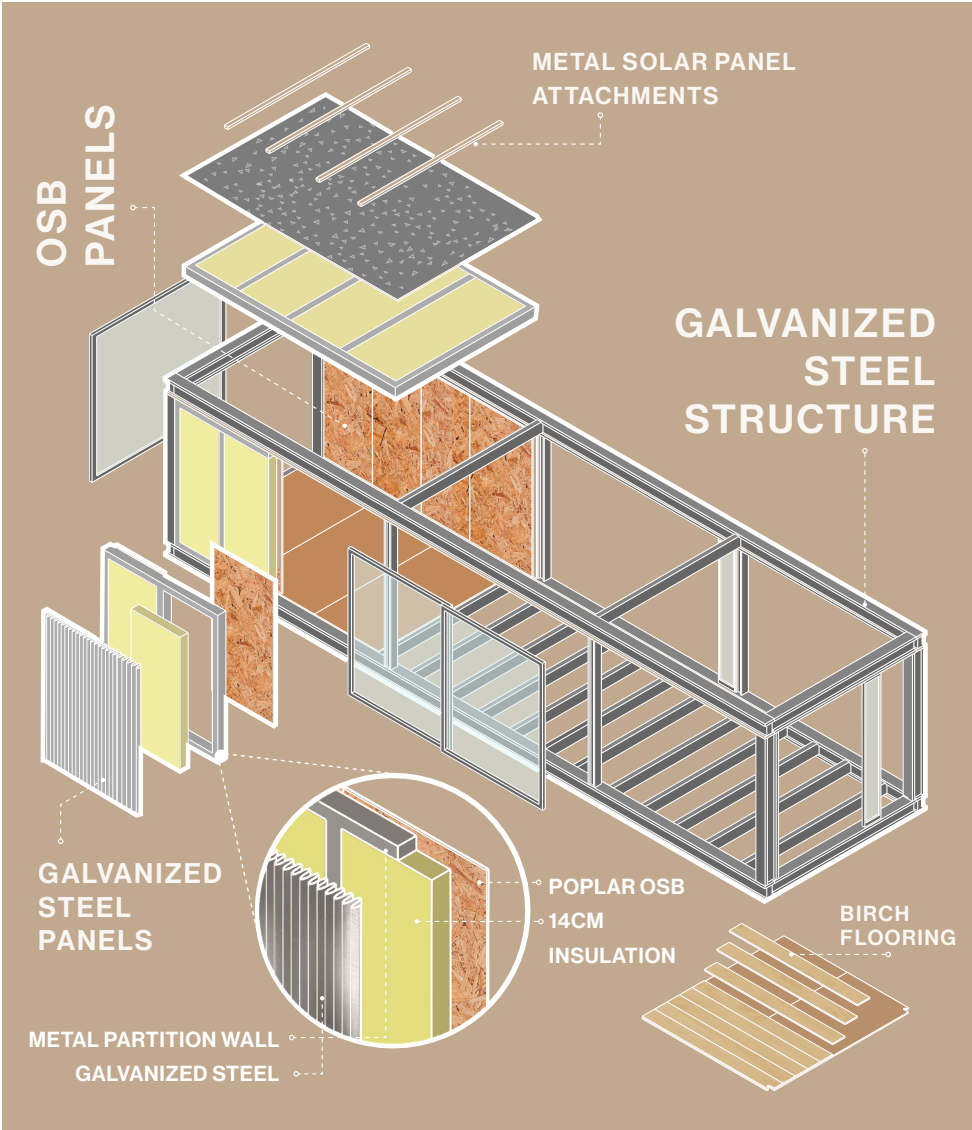 METAL SOLAR PANEL
ATTACHMENTS
OSB
PANELS
GALVANIZED
STEEL
STRUCTURE
GALVANIZED
STEEL
PANELS
POPLAR OSB
14CM
INSULATION
BIRCH
FLOORING
METAL PARTITION WALL
GALVANIZED STEEL